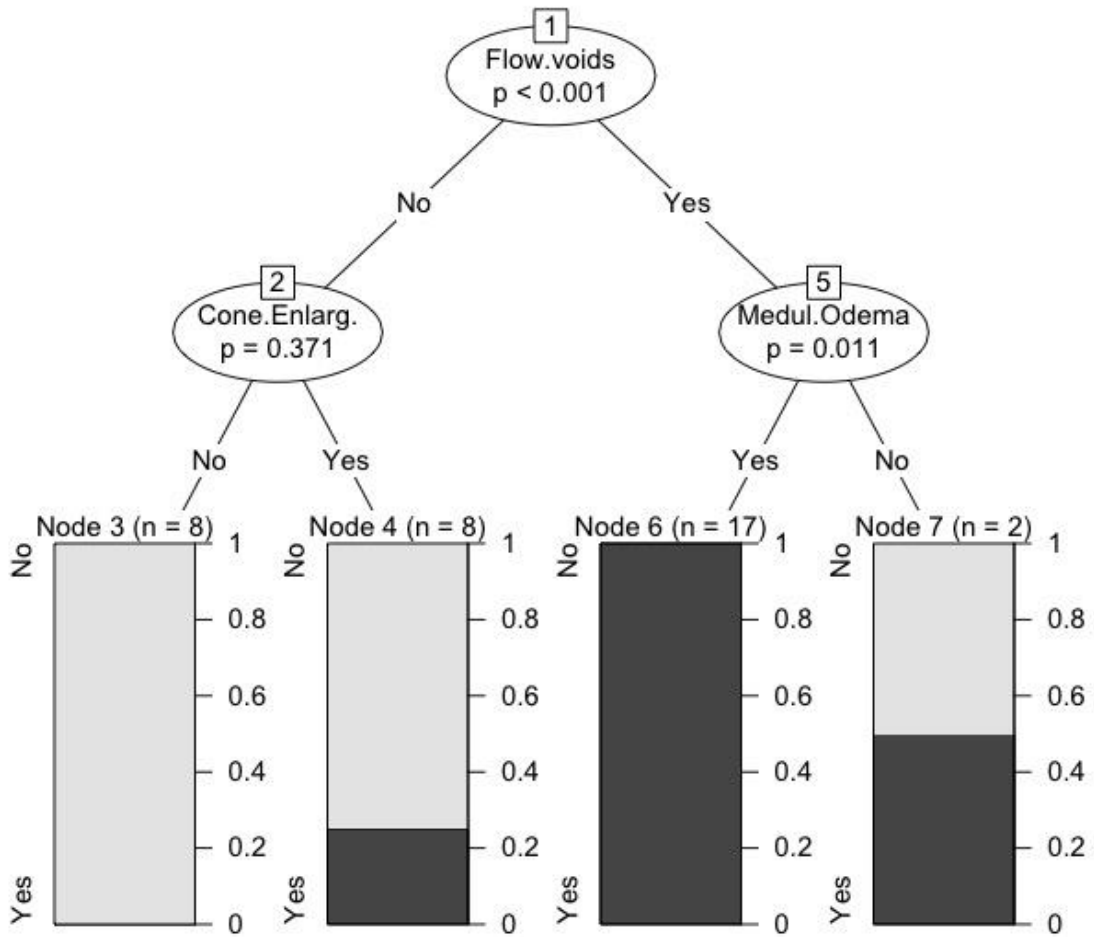 1
Flow.voids
p < 0.001
No
Yes
2
Cone.Enlarg.
p = 0.371
5
Medul.Odema
p = 0.011
No
Yes
Yes
No
Node 3 (n = 8)
No
Yes
1
0.8
0.6
0.4
0.2
0
Node 4 (n = 8)
No
Yes
1
0.8
0.6
0.4
0.2
0
Node 6 (n = 17)
No
Yes
1
0.8
0.6
0.4
0.2
0
Node 7 (n = 2)
No
Yes
1
0.8
0.6
0.4
0.2
0